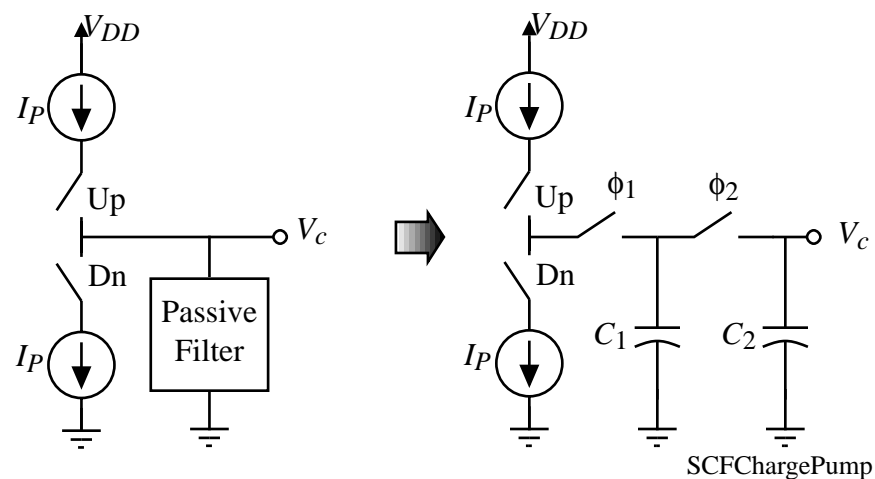 VDD
IP
Up
Vc
Dn
Passive
Filter
IP
VDD
IP
Up
ϕ1
ϕ2
Vc
Dn
C1
C2
IP
SCFChargePump